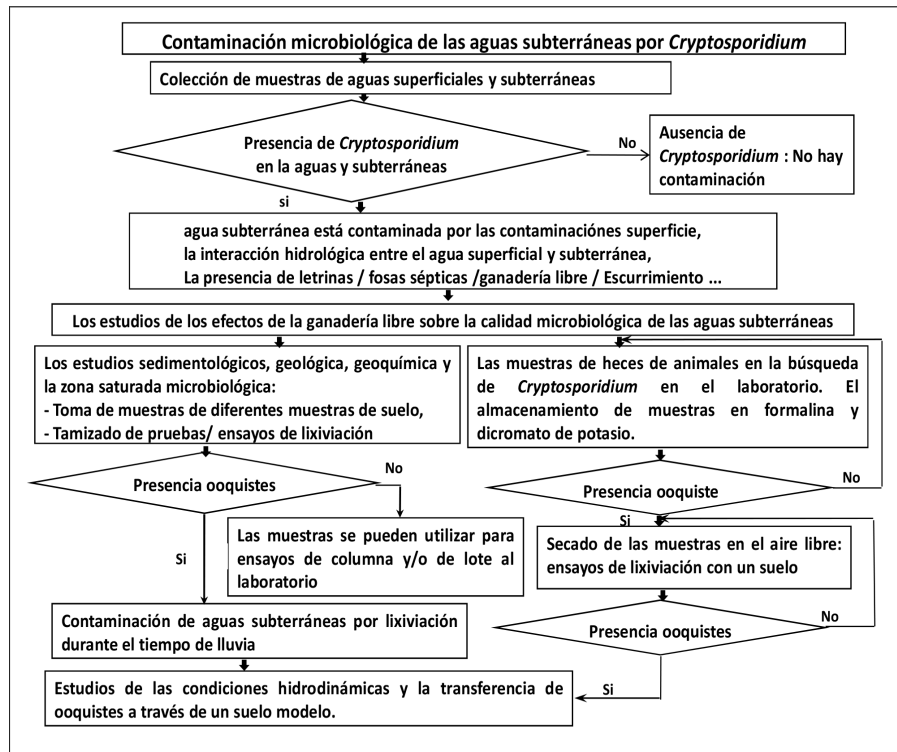 Contaminación microbiológica de las aguas subterráneas por Cryptosporidium
Colección de muestras de aguas superficiales y subterráneas
Presencia de Cryptosporidium
en la aguas y subterráneas
No
Ausencia de
Cryptosporidium : No hay
contaminación
si
agua subterránea está contaminada por las contaminaciónes superficie,
la interacción hidrológica entre el agua superficial y subterránea,
La presencia de letrinas / fosas sépticas /ganadería libre / Escurrimiento ...
Los estudios de los efectos de la ganadería libre sobre la calidad microbiológica de las aguas subterráneas
Los estudios sedimentológicos, geológica, geoquímica y
la zona saturada microbiológica:
- Toma de muestras de diferentes muestras de suelo,
- Tamizado de pruebas/ ensayos de lixiviación
Las muestras de heces de animales en la búsqueda
de Cryptosporidium en el laboratorio. El
almacenamiento de muestras en formalina y
dicromato de potasio.
Presencia ooquistes
No
Presencia ooquiste
No
Si
Las muestras se pueden utilizar para
ensayos de columna y/o de lote al
laboratorio
Si
Secado de las muestras en el aire libre:
ensayos de lixiviación con un suelo
Contaminación de aguas subterráneas por lixiviación
durante el tiempo de lluvia
Presencia ooquistes
No
Estudios de las condiciones hidrodinámicas y la transferencia de
ooquistes a través de un suelo modelo.
Si